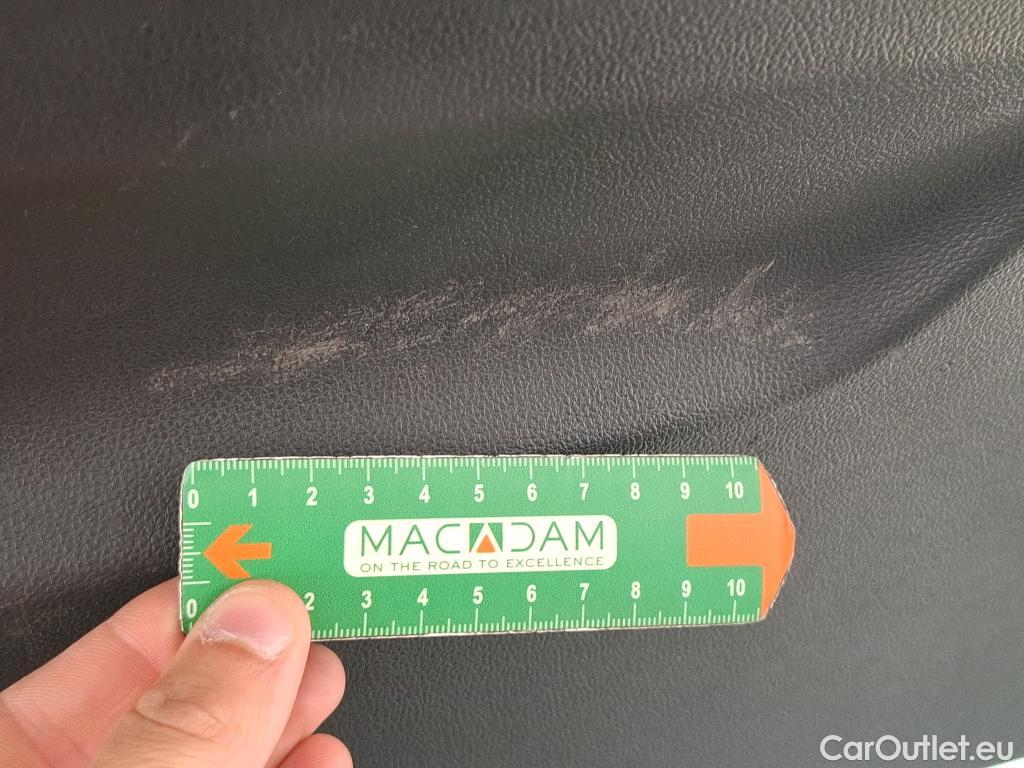 0 1 2 3 4 5 6 7 8 9 10
MACADAM
ON THE ROAD TO EXCELLENCE
0 2 3 4 5 6 7 8 9 10
CarOutlet.eu